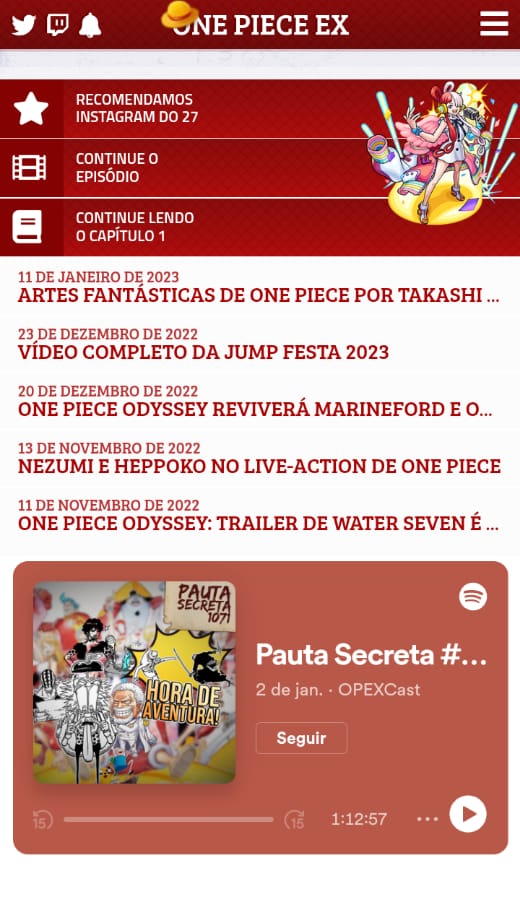 ONE PIECE EX
RECOMENDAMOS
INSTAGRAM DO 27
CONTINUE O
EPISÓDIO
CONTINUE LENDO
O CAPÍTULO 1
11 DE JANEIRO DE 2023
ARTES FANTÁSTICAS DE ONE PIECE POR TAKASHI ...
23 DE DEZEMBRO DE 2022
VÍDEO COMPLETO DA JUMP FESTA 2023
20 DE DEZEMBRO DE 2022
ONE PIECE ODYSSEY REVIVERÁ MARINEFORD E O...
13 DE NOVEMBRO DE 2022
NEZUMI E HEPPOKO NO LIVE-ACTION DE ONE PIECE
11 DE NOVEMBRO DE 2022
ONE PIECE ODYSSEY: TRAILER DE WATER SEVEN É ...
PAUTA
SECRETA
1071
HORA DE
AVENTURA!
Pauta Secreta #...
2 de jan. · OPEXCast
Seguir
15
15
1:12:57